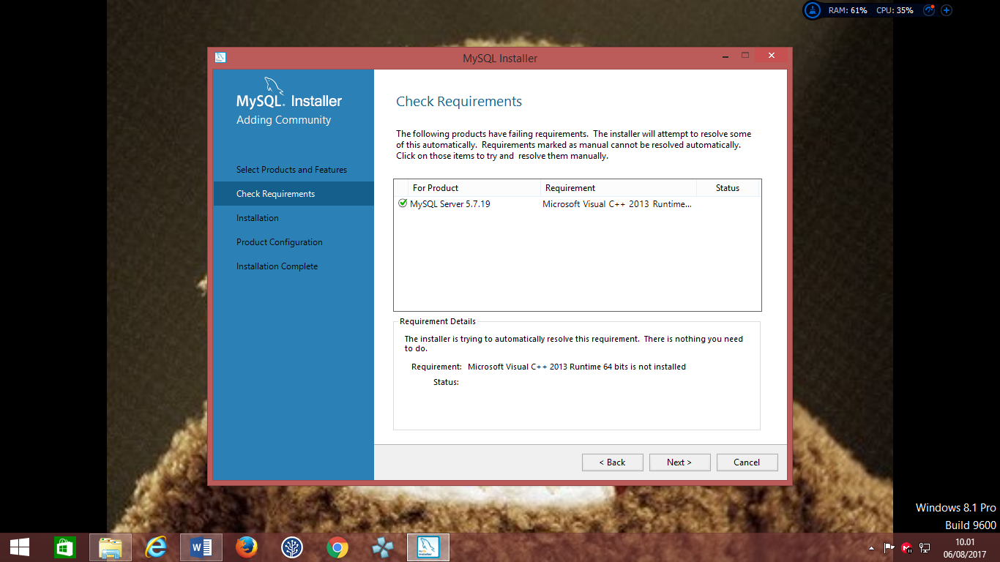 RAM: 61% CPU: 35%
MySQL Installer
MySQL. Installer
Adding Community
Select Products and Features
Check Requirements
Installation
Product Configuration
Installation Complete
Check Requirements
The following products have failing requirements. The installer will attempt to resolve some
of this automatically. Requirements marked as manual cannot be resolved automatically.
Click on those items to try and resolve them manually.
For Product Requirement Status
MySQL Server 5.7.19 Microsoft Visual C++ 2013 Runtime...
Requirement Details
The installer is trying to automatically resolve this requirement. There is nothing you need
to do.
Requirement: Microsoft Visual C++ 2013 Runtime 64 bits is not installed
Status:
< Back Next > Cancel
Windows 8.1 Pro
Build 9600
10.01
06/08/2017